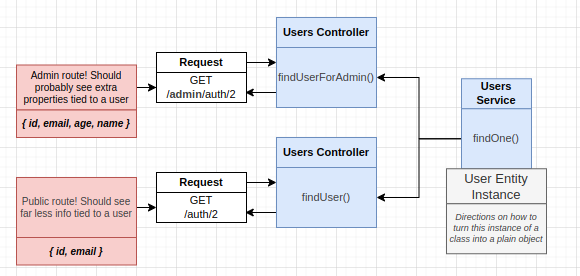 Admin route! Should
probably see extra
properties tied to a user
{ id, email, age, name }
Request
GET
/admin/auth/2
Users Controller
findUserForAdmin()
Public route! Should see
far less info tied to a user
{ id, email }
Request
GET
/auth/2
Users Controller
findUser()
Users
Service
findOne()
User Entity
Instance
Directions on how to
turn this instance of a
class into a plain object